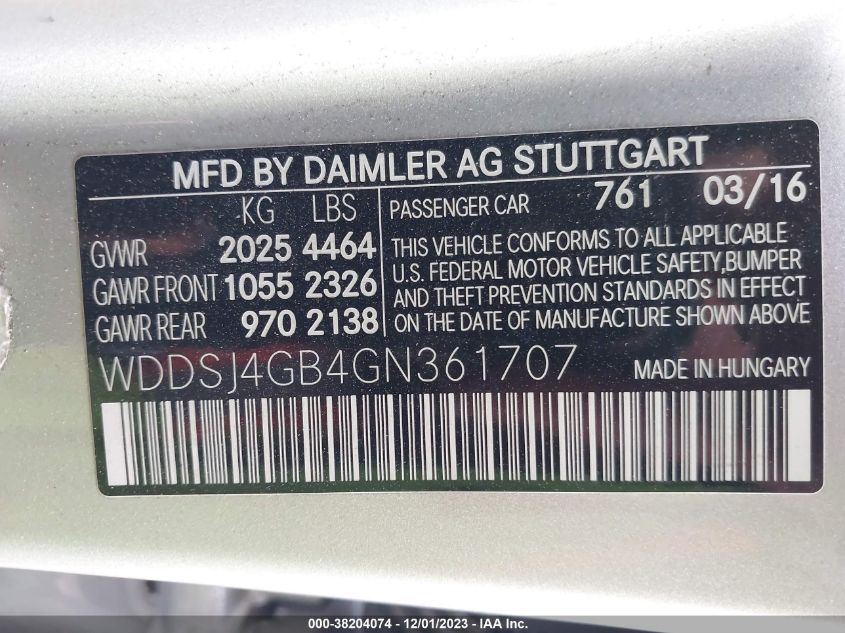 MFD BY DAIMLER AG STUTTGART
KG LBS
GVWR 2025 4464
GAWR FRONT 1055 2326
GAWR REAR 970 2138
PASSENGER CAR 761 03/16
THIS VEHICLE CONFORMS TO ALL APPLICABLE
U.S. FEDERAL MOTOR VEHICLE SAFETY,BUMPER
AND THEFT PREVENTION STANDARDS IN EFFECT
ON THE DATE OF MANUFACTURE SHOWN ABOVE
WDDSJ4GB4GN361707 MADE IN HUNGARY
000-38204074 - 12/01/2023 - IAA Inc.